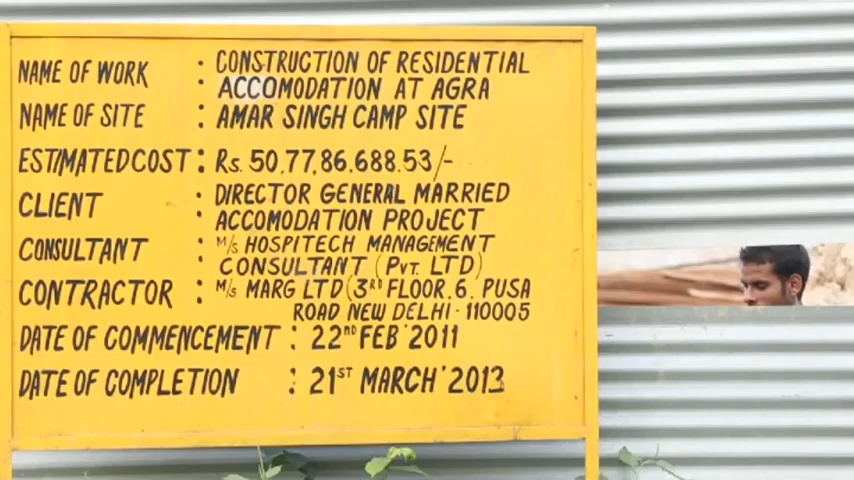 NAME OF WORK : CONSTRUCTION OF RESIDENTIAL
: ACCOMODATION AT AGRA
NAME OF SITE : AMAR SINGH CAMP SITE
ESTIMATED COST : Rs. 50,77,86,688.53/-
CLIENT : DIRECTOR GENERAL MARRIED
: ACCOMODATION PROJECT
CONSULTANT : M/s HOSPITECH MANAGEMENT
CONSULTANT (PVT. LTD)
CONTRACTOR : M/s. MARG LTD (3RD FLOOR, 6, PUSA
ROAD NEW DELHI - 110005
DATE OF COMMENCEMENT : 22ND FEB' 2011
DATE OF COMPLETION : 21ST MARCH' 2013